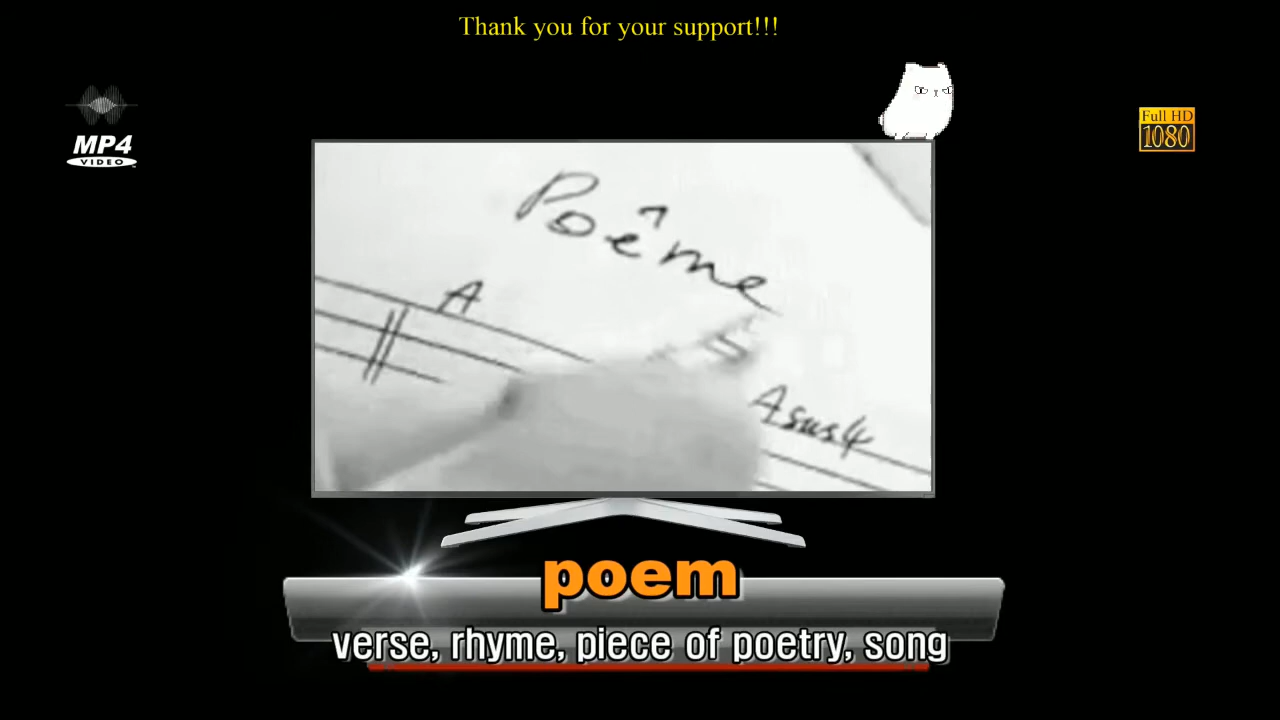 Thank you for your support!!!
MP4
VIDEO
Full HD
1080
Poême
A
Asus4
poem
verse, rhyme, piece of poetry, song